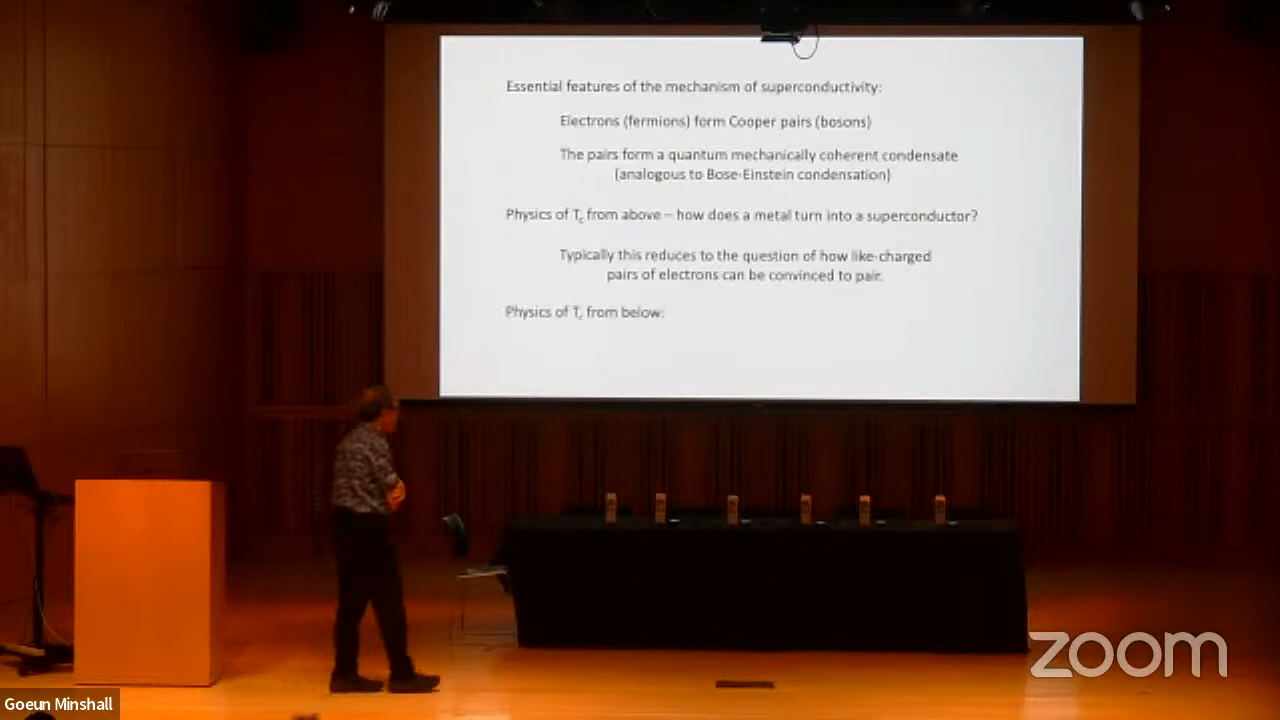 Essential features of the mechanism of superconductivity:
Electrons (fermions) form Cooper pairs (bosons)
The pairs form a quantum mechanically coherent condensate
(analogous to Bose-Einstein condensation)
Physics of Tc from above – how does a metal turn into a superconductor?
Typically this reduces to the question of how like-charged
pairs of electrons can be convinced to pair.
Physics of Tc from below:
zoom
Goeun Minshall